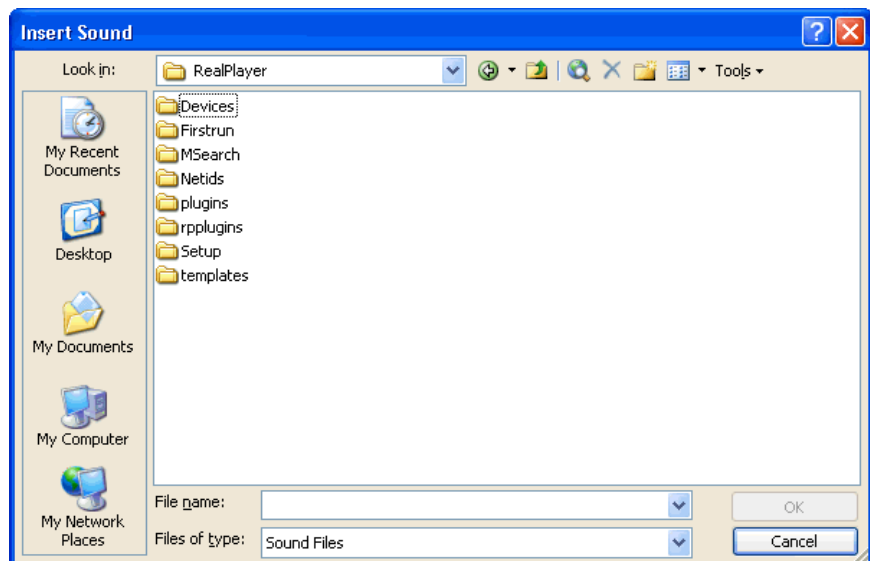 Insert Sound
Look in:
RealPlayer
Tools
My Recent
Documents
Desktop
My Documents
My Computer
My Network
Places
Devices
Firstrun
MSearch
Netids
plugins
rpplugins
Setup
templates
File name:
OK
Files of type:
Sound Files
Cancel